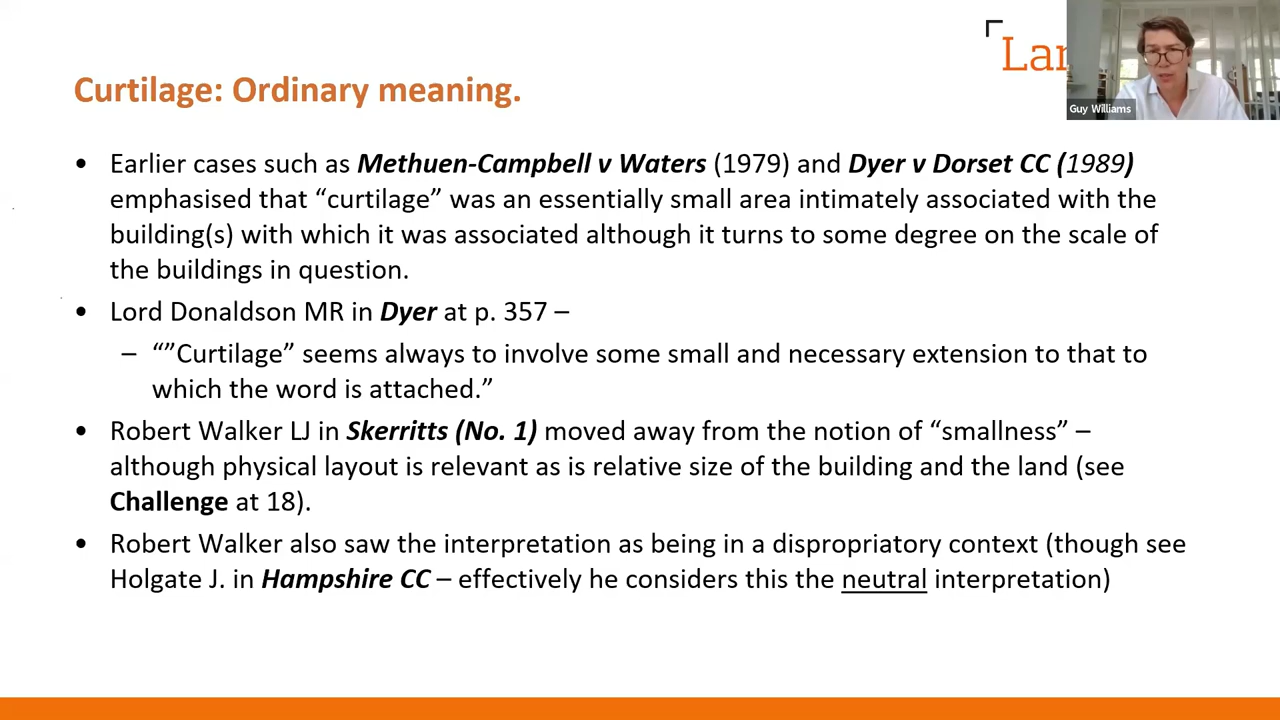 Lan
Guy Williams
Curtilage: Ordinary meaning.
• Earlier cases such as Methuen-Campbell v Waters (1979) and Dyer v Dorset CC (1989)
emphasised that “curtilage” was an essentially small area intimately associated with the
building(s) with which it was associated although it turns to some degree on the scale of
the buildings in question.
• Lord Donaldson MR in Dyer at p. 357 –
– “”Curtilage” seems always to involve some small and necessary extension to that to
which the word is attached.”
• Robert Walker LJ in Skerritts (No. 1) moved away from the notion of “smallness” –
although physical layout is relevant as is relative size of the building and the land (see
Challenge at 18).
• Robert Walker also saw the interpretation as being in a dispropriatory context (though see
Holgate J. in Hampshire CC – effectively he considers this the neutral interpretation)